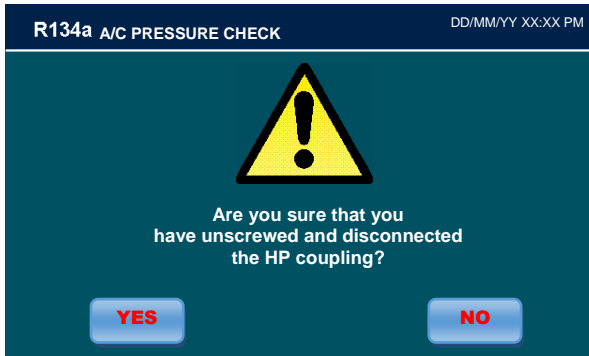 R134a A/C PRESSURE CHECK
DD/MM/YY XX:XX PM
Are you sure that you
have unscrewed and disconnected
the HP coupling?
YES
NO